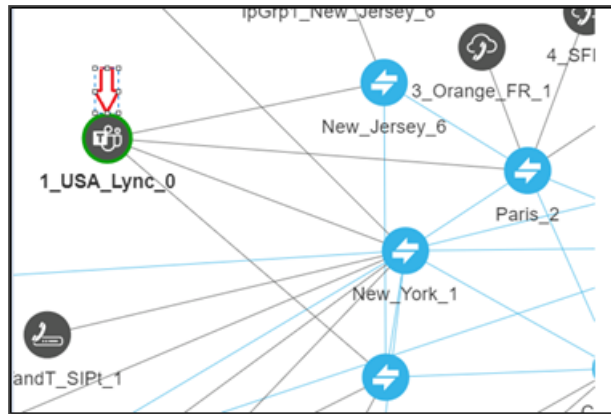 IpGrp1_New_Jersey_6
4_SFI
3_Orange_FR_1
New_Jersey_6
1_USA_Lync_0
Paris_2
New_York_1
andT_SIPt_1